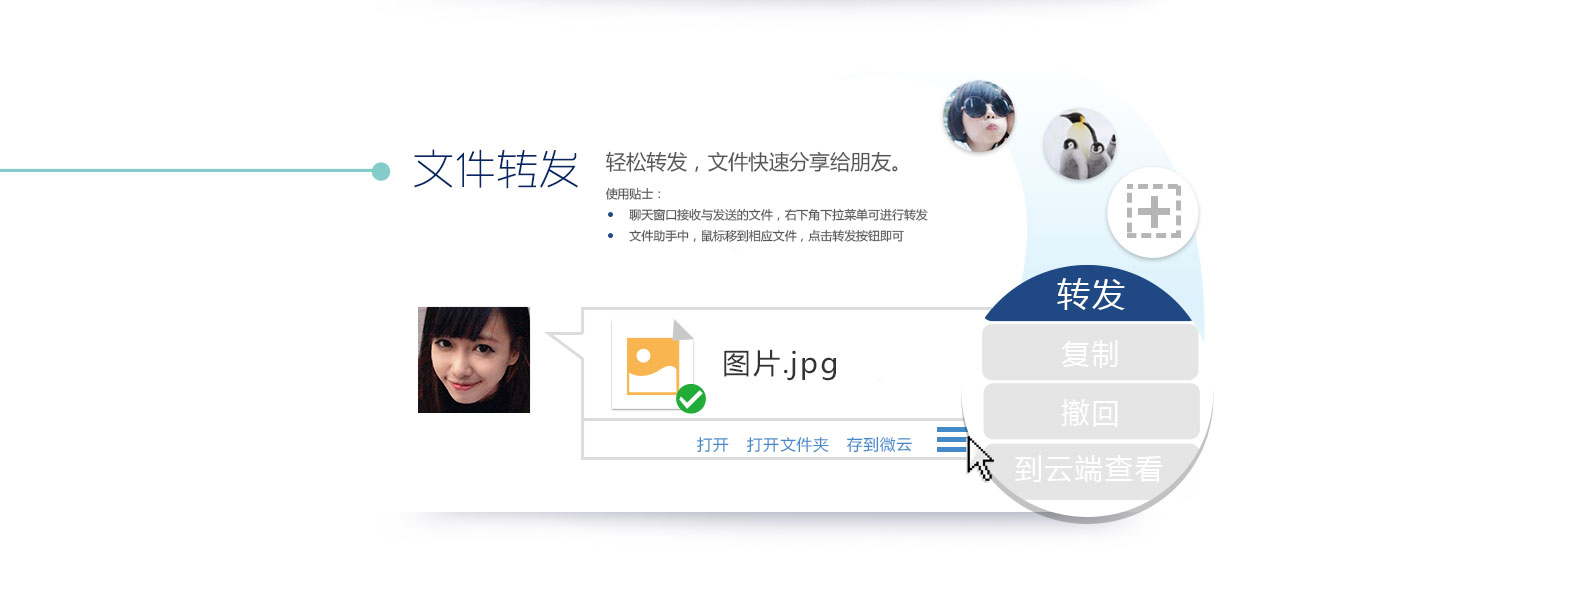 文件转发
轻松转发，文件快速分享给朋友。
使用贴士：
聊天窗口接收与发送的文件，右下角下拉菜单可进行转发
文件助手中，鼠标移到相应文件，点击转发按钮即可
转发
复制
撤回
到云端查看
图片.jpg
打开 打开文件夹 存到微云